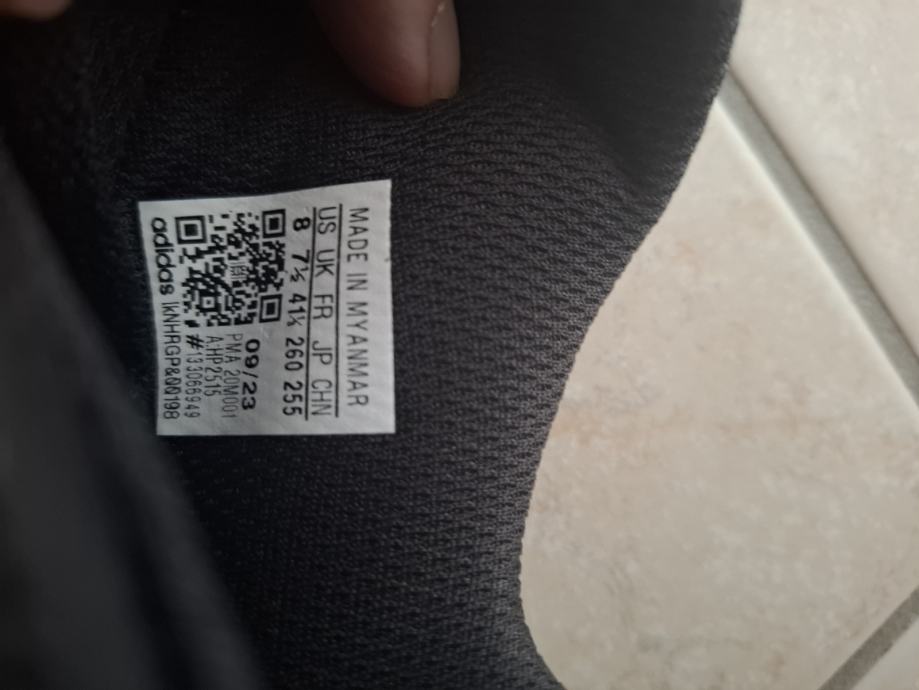 MADE IN MYANMAR
US UK FR JP CHN
8 7½ 41⅓ 260 255
09/23
PMA 20M001
A:HP2515
#133066949
adidas IkNHRGP&QQ198